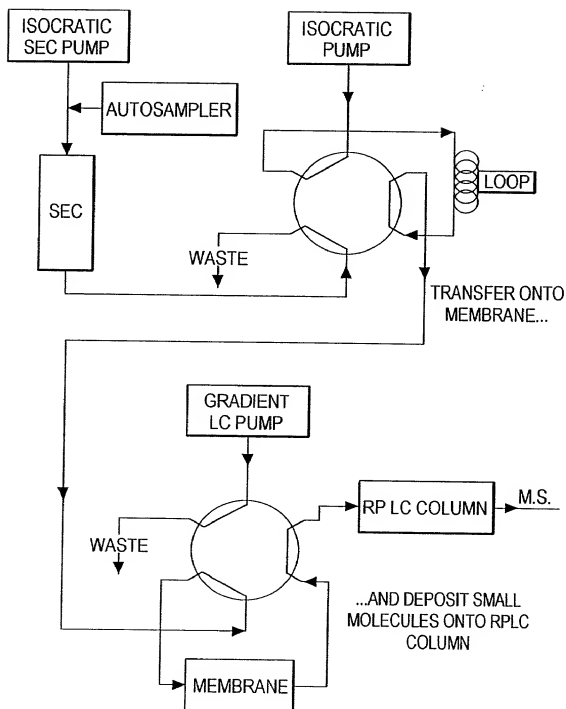 ISOCRATIC
SEC PUMP
ISOCRATIC
PUMP
AUTOSAMPLER
SEC
LOOP
WASTE
TRANSFER ONTO
MEMBRANE...
GRADIENT
LC PUMP
RP LC COLUMN
M.S.
WASTE
...AND DEPOSIT SMALL
MOLECULES ONTO RPLC
COLUMN
MEMBRANE